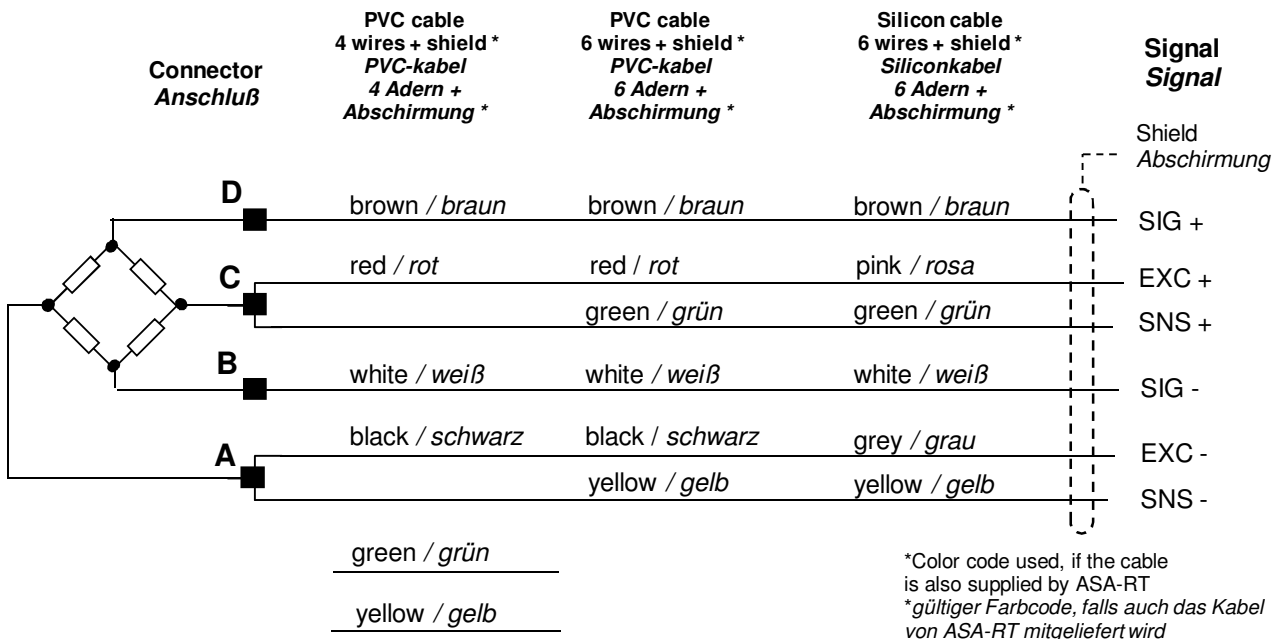 Connector
Anschluß
PVC cable
4 wires + shield *
PVC-kabel
4 Adern +
Abschirmung *
PVC cable
6 wires + shield *
PVC-kabel
6 Adern +
Abschirmung *
Silicon cable
6 wires + shield *
Siliconkabel
6 Adern +
Abschirmung *
Signal
Signal
Shield
Abschirmung
D
brown / braun
brown / braun
brown / braun
SIG +
C
red / rot
red / rot
pink / rosa
EXC +
green / grün
green / grün
SNS +
B
white / weiß
white / weiß
white / weiß
SIG -
A
black / schwarz
black / schwarz
grey / grau
EXC -
yellow / gelb
yellow / gelb
SNS -
green / grün
yellow / gelb
*Color code used, if the cable
is also supplied by ASA-RT
*gültiger Farbcode, falls auch das Kabel
von ASA-RT mitgeliefert wird